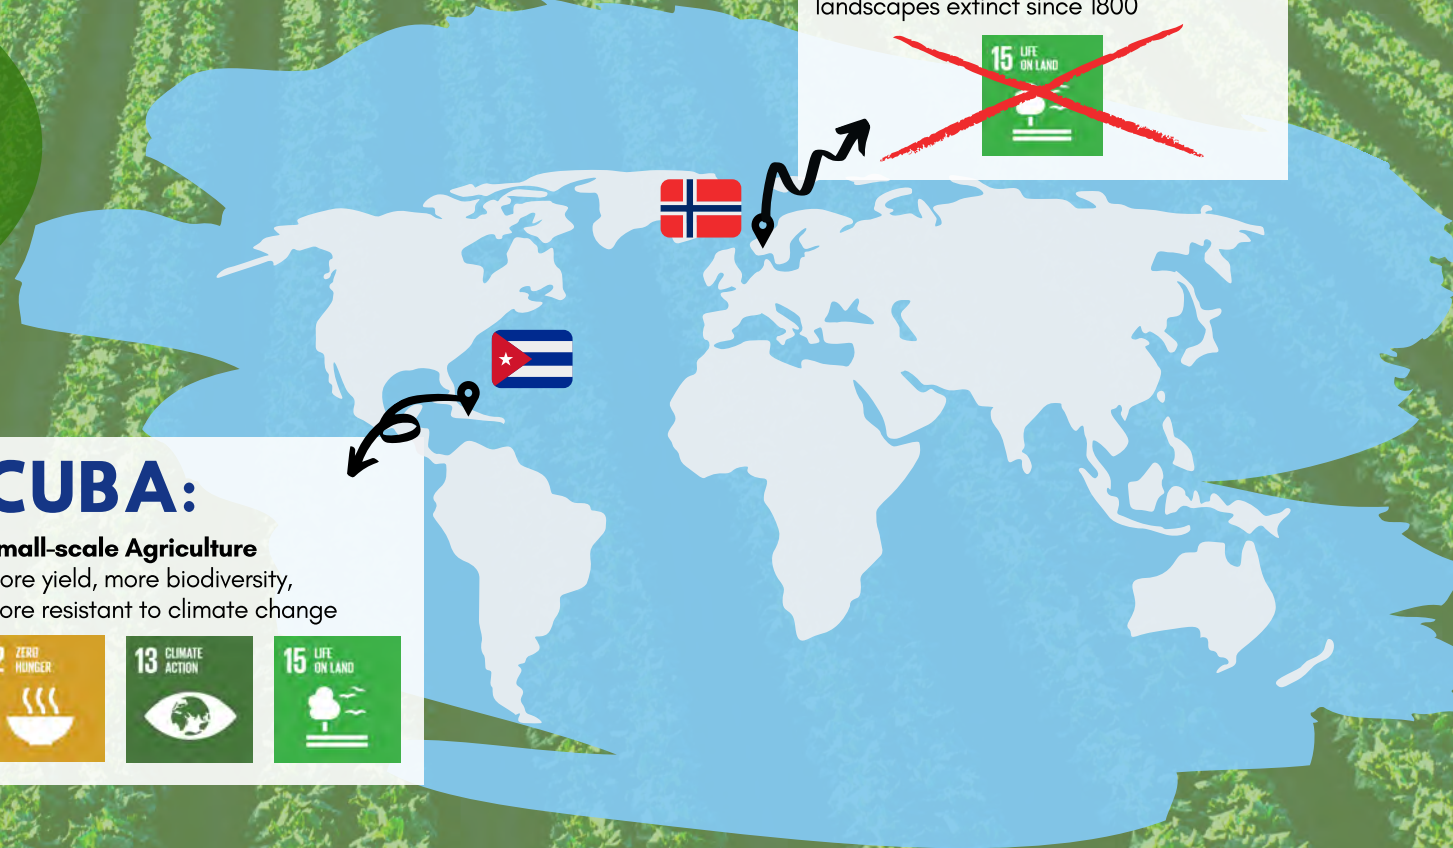 landscapes extinct since 1800
15 LIFE
ON LAND
CUBA:
mall-scale Agriculture
ore yield, more biodiversity,
ore resistant to climate change
2 ZERO
HUNGER
13 CLIMATE
ACTION
15 LIFE
ON LAND